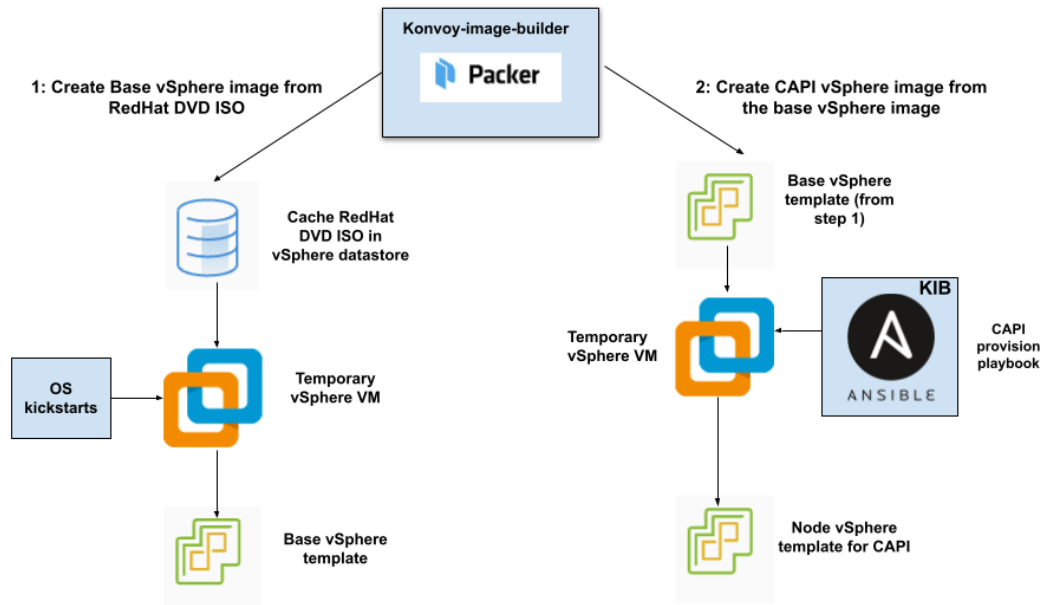 Konvoy-image-builder
Packer
1: Create Base vSphere image from
RedHat DVD ISO
2: Create CAPI vSphere image from
the base vSphere image
Cache RedHat
DVD ISO in
vSphere datastore
Base vSphere
template (from
step 1)
OS
kickstarts
Temporary
vSphere VM
Temporary
vSphere VM
KIB
ANSIBLE
CAPI
provision
playbook
Base vSphere
template
Node vSphere
template for CAPI